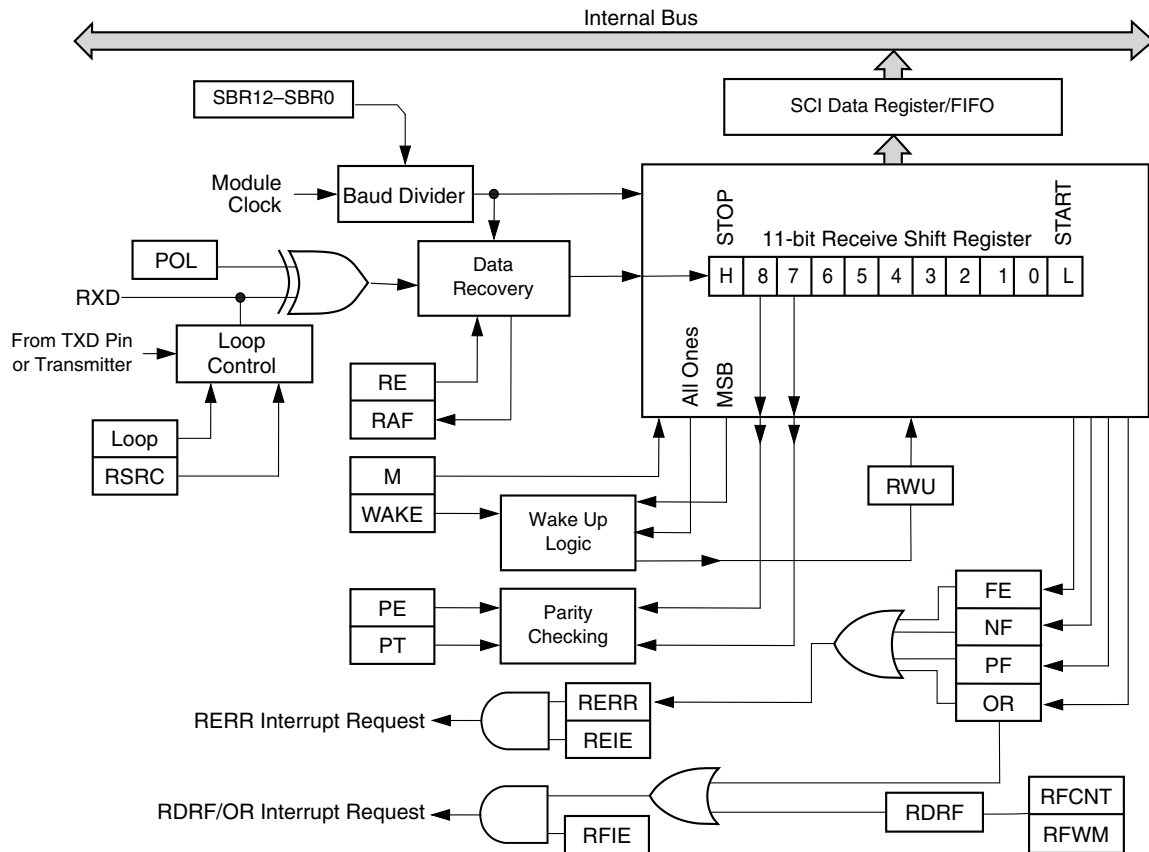 Internal Bus
SBR12–SBR0
SCI Data Register/FIFO
Module
Clock
Baud Divider
STOP
START
11-bit Receive Shift Register
H 8 7 6 5 4 3 2 1 0 L
POL
RXD
Data
Recovery
From TXD Pin
or Transmitter
Loop
Control
All Ones
MSB
RE
RAF
Loop
RSRC
M
WAKE
Wake Up
Logic
RWU
PE
PT
Parity
Checking
FE
NF
PF
OR
RERR Interrupt Request
RERR
REIE
RDRF/OR Interrupt Request
RFIE
RDRF
RFCNT
RFWM